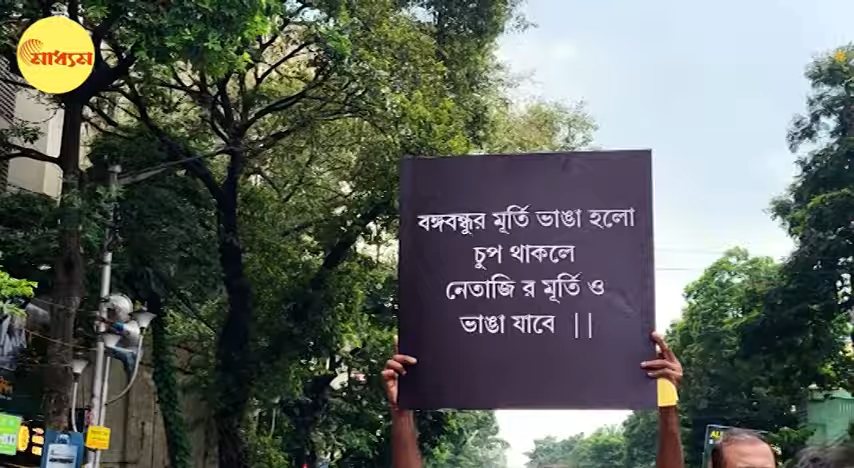 মাধ্যম
বঙ্গবন্ধুর মূর্তি ভাঙা হলো
চুপ থাকলে
নেতাজি র মূর্তি ও
ভাঙা যাবে ||